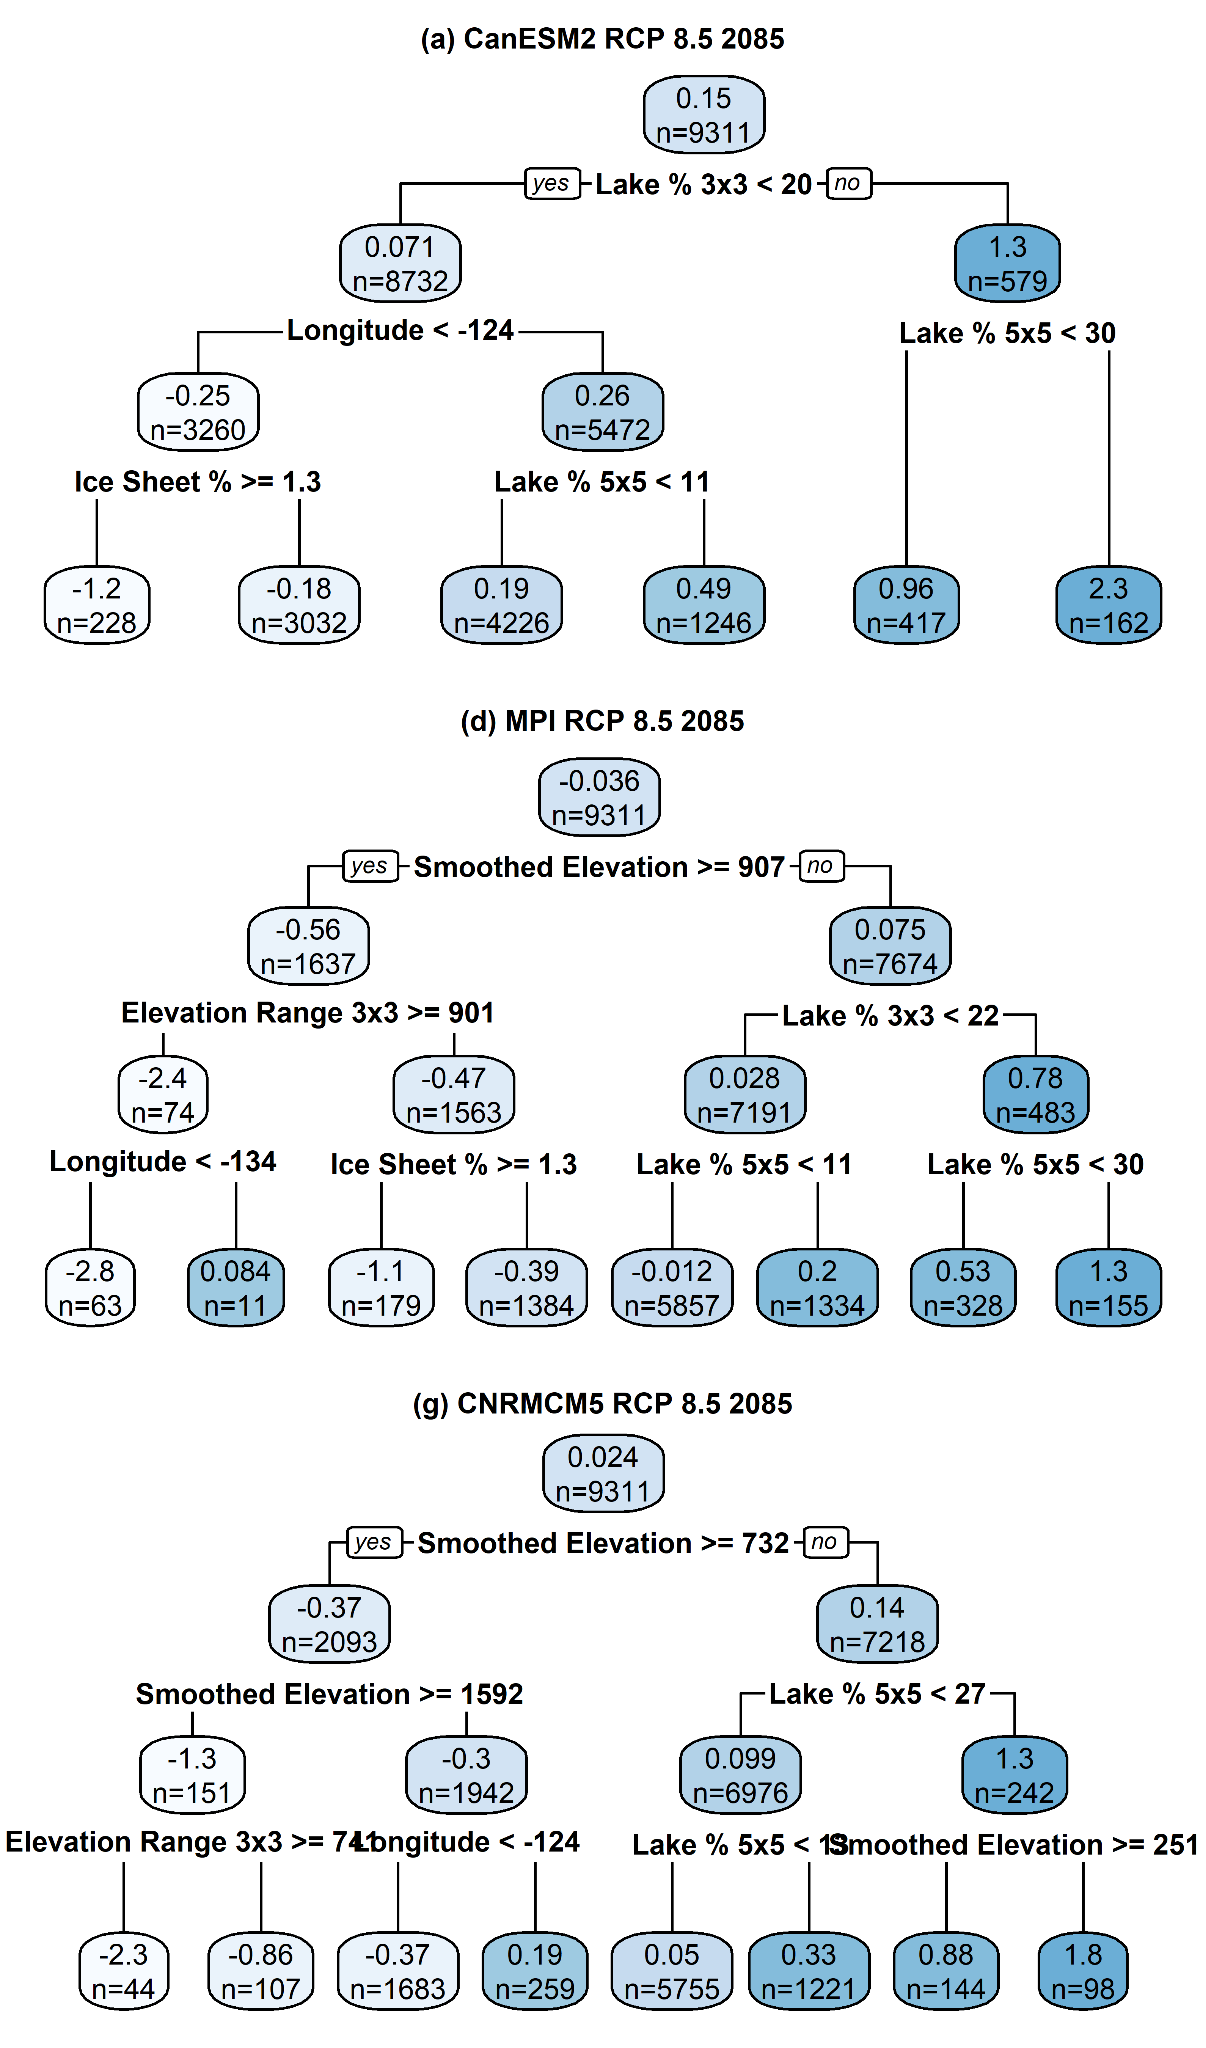 (a) CanESM2 RCP 8.5 2085
0.15
n=9311
yes
Lake % 3x3 < 20
no
0.071
n=8732
1.3
n=579
Longitude < -124
Lake % 5x5 < 30
-0.25
n=3260
0.26
n=5472
Ice Sheet % >= 1.3
Lake % 5x5 < 11
-1.2
n=228
-0.18
n=3032
0.19
n=4226
0.49
n=1246
0.96
n=417
2.3
n=162
(d) MPI RCP 8.5 2085
-0.036
n=9311
yes
Smoothed Elevation >= 907
no
-0.56
n=1637
0.075
n=7674
Elevation Range 3x3 >= 901
Lake % 3x3 < 22
-2.4
n=74
-0.47
n=1563
0.028
n=7191
0.78
n=483
Longitude < -134
Ice Sheet % >= 1.3
Lake % 5x5 < 11
Lake % 5x5 < 30
-2.8
n=63
0.084
n=11
-1.1
n=179
-0.39
n=1384
-0.012
n=5857
0.2
n=1334
0.53
n=328
1.3
n=155
(g) CNRMCM5 RCP 8.5 2085
0.024
n=9311
yes
Smoothed Elevation >= 732
no
-0.37
n=2093
0.14
n=7218
Smoothed Elevation >= 1592
Lake % 5x5 < 27
-1.3
n=151
-0.3
n=1942
0.099
n=6976
1.3
n=242
Elevation Range 3x3 >= 741
Longitude < -124
Lake % 5x5 < 13
Smoothed Elevation >= 251
-2.3
n=44
-0.86
n=107
-0.37
n=1683
0.19
n=259
0.05
n=5755
0.33
n=1221
0.88
n=144
1.8
n=98